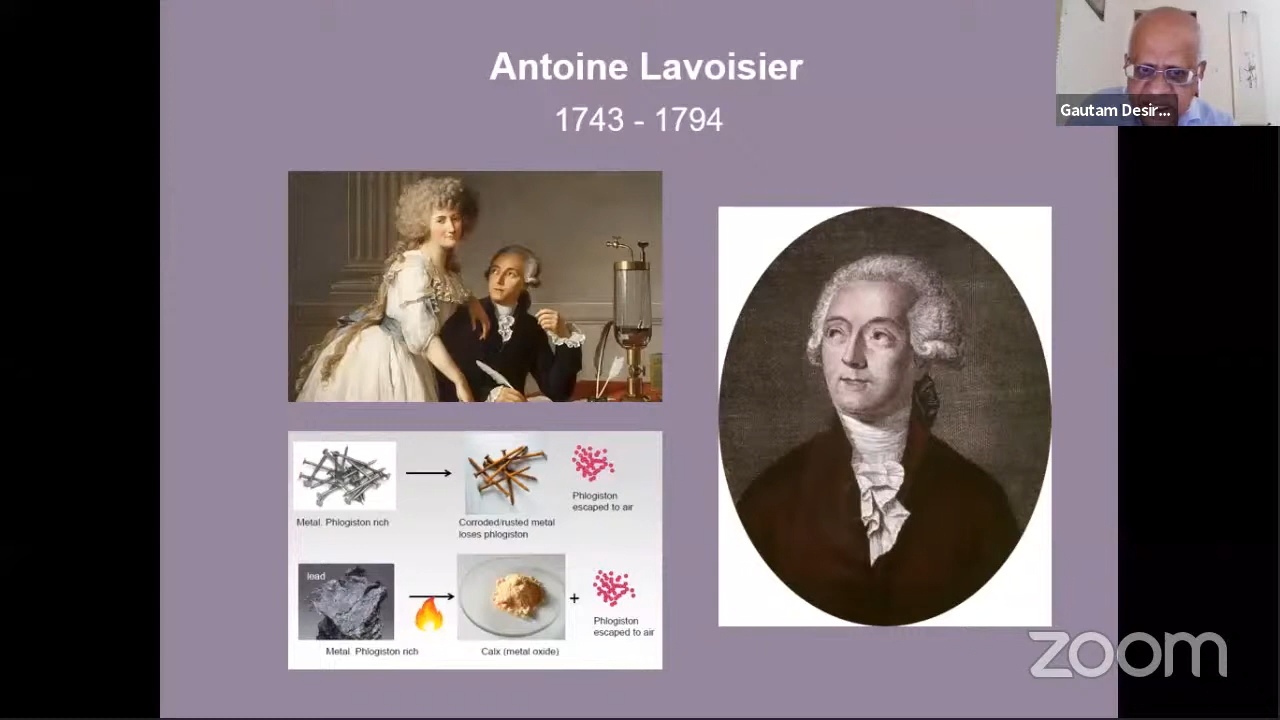 Antoine Lavoisier
1743 - 1794
Gautam Desir...
Metal. Phlogiston rich
Corroded/rusted metal
loses phlogiston
Phlogiston
escaped to air
lead
+
Metal. Phlogiston rich
Calx (metal oxide)
Phlogiston
escaped to air
zoom